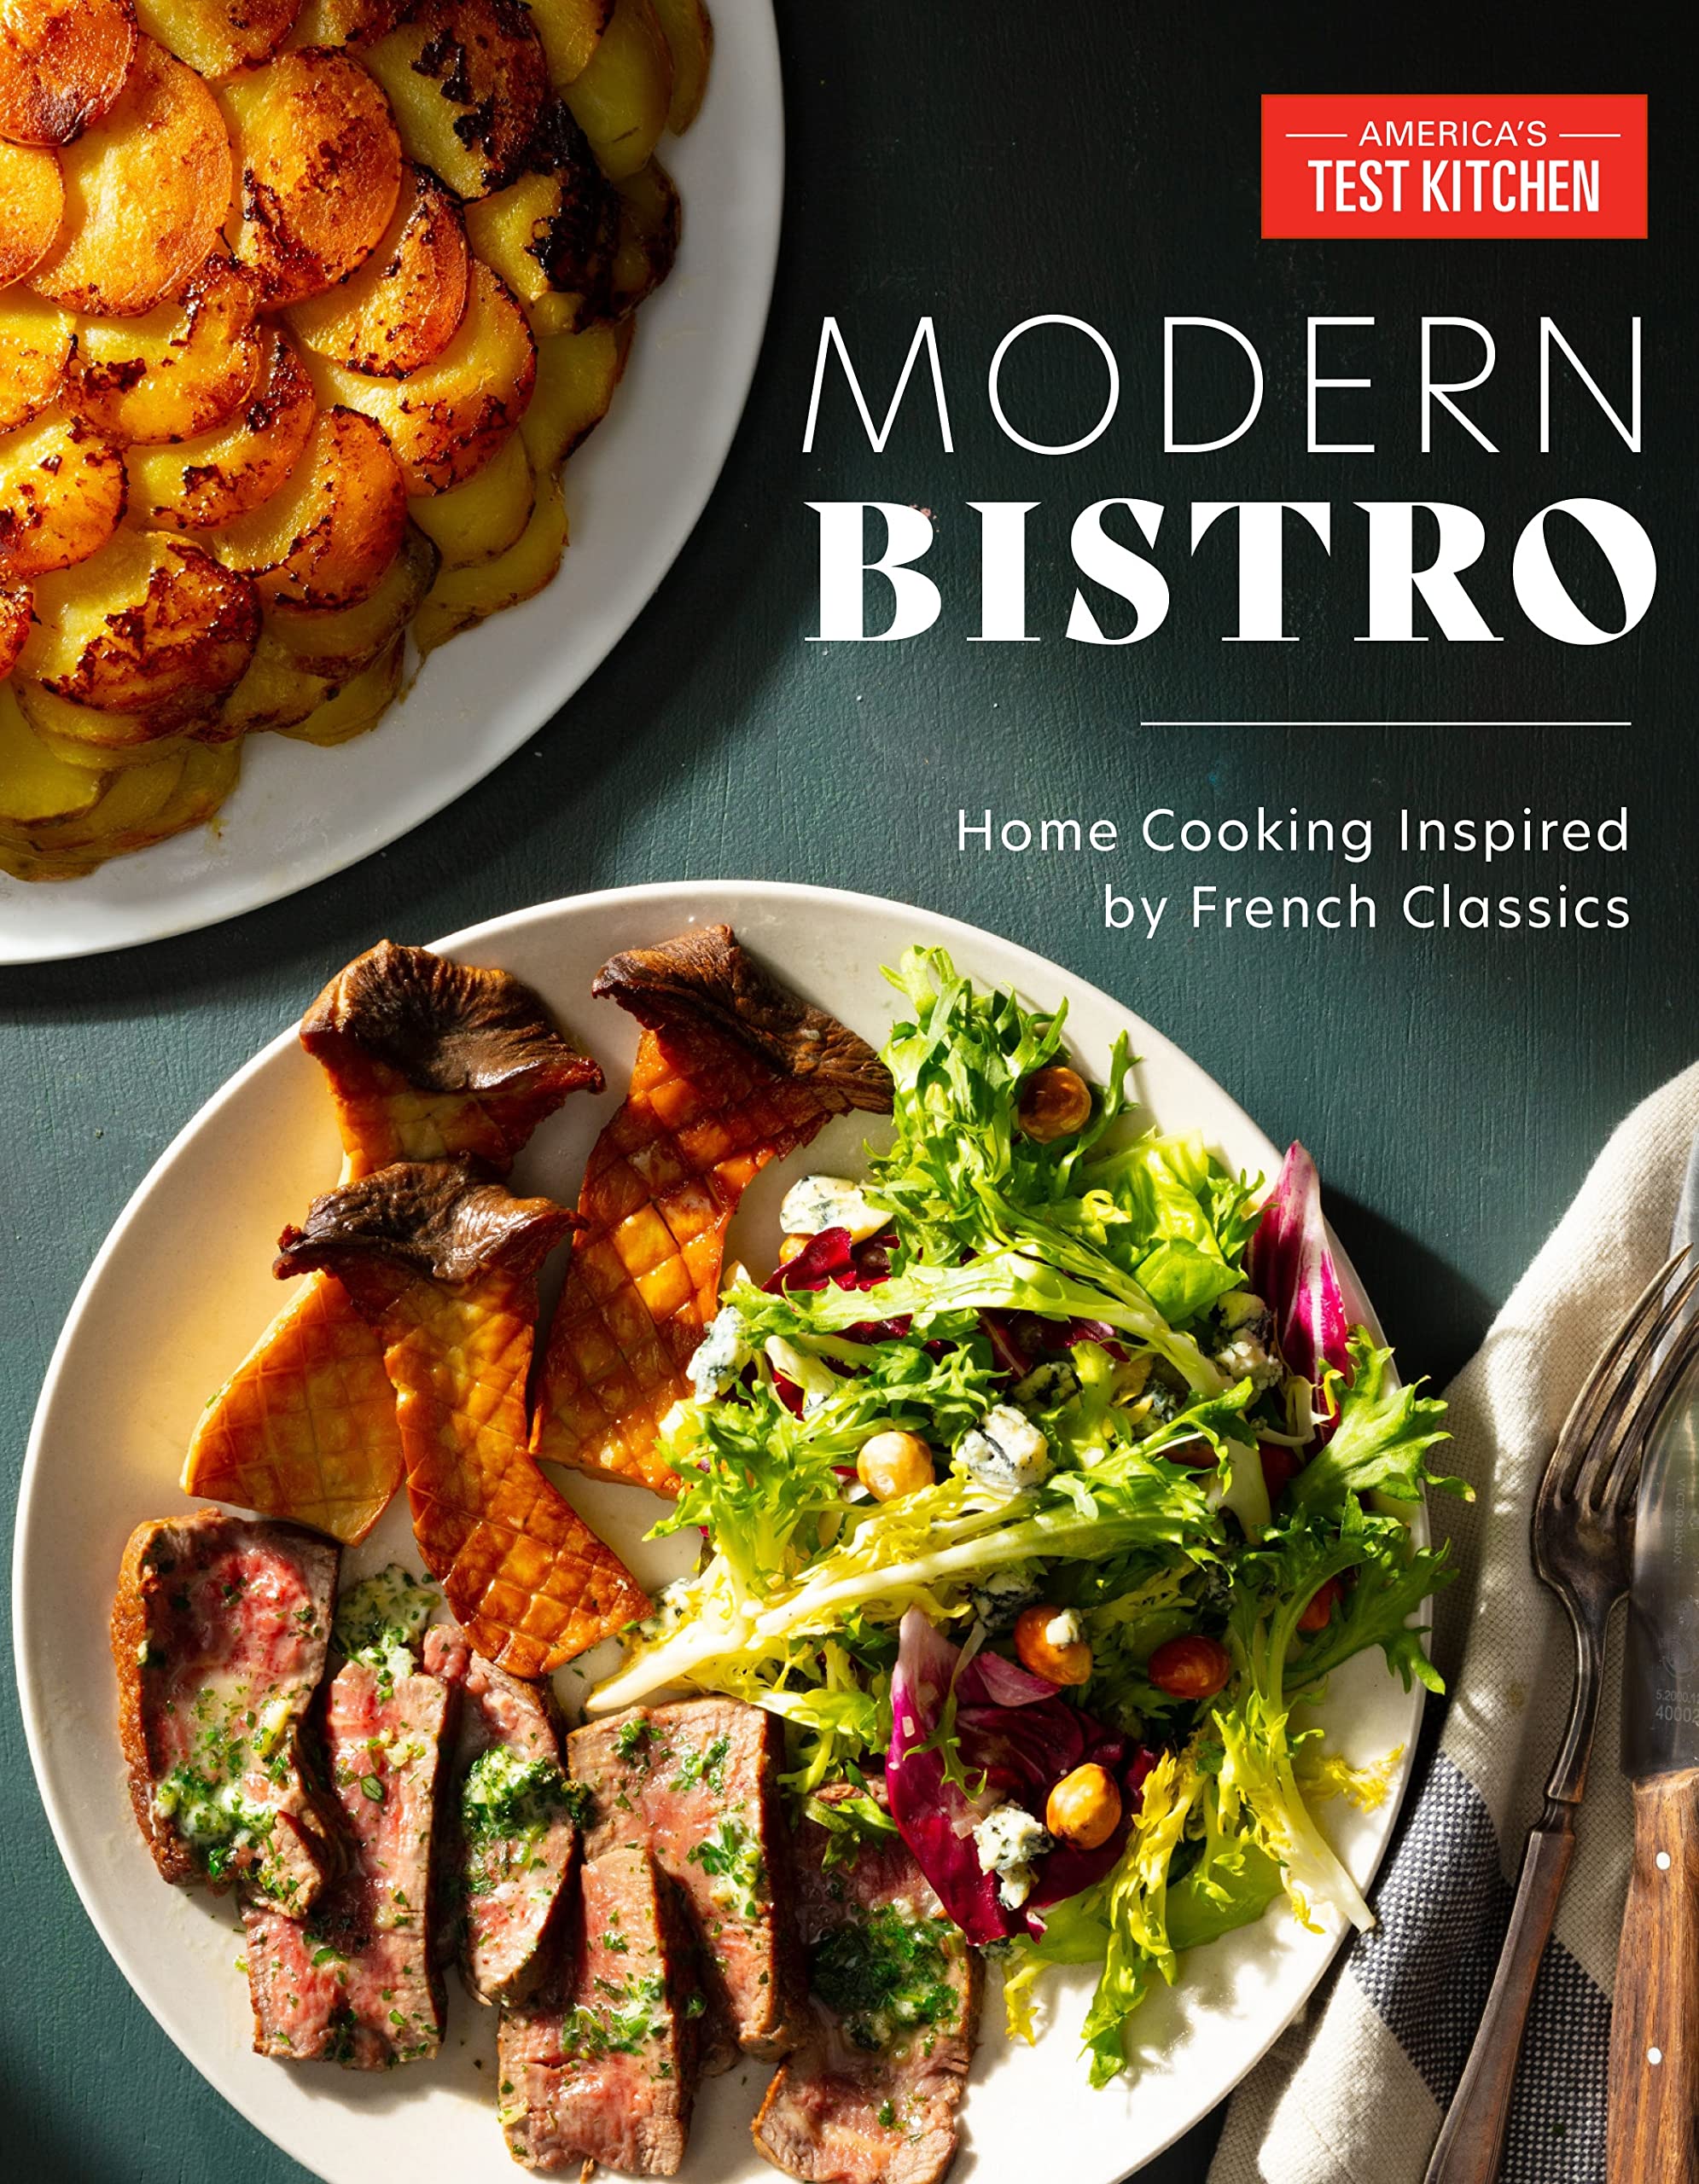 AMERICA'S
TEST KITCHEN
MODERN
BISTRO
Home Cooking Inspired
by French Classics